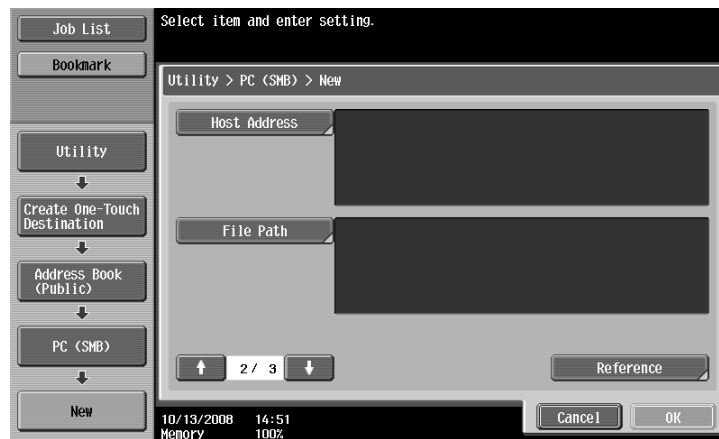 Job List
Bookmark
Utility
Create One-Touch
Destination
Address Book
(Public)
PC (SMB)
New
Select item and enter setting.
Utility > PC (SMB) > New
Host Address
File Path
2/ 3
Reference
10/13/2008 14:51
Memory 100%
Cancel
OK